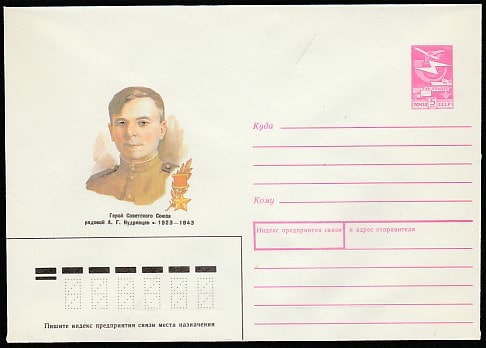 ПОЧТА 5 СССР
Куда
Герой Советского Союза
рядовой А. Г. Кудрявцев • 1923—1943
Кому
Индекс предприятия связи и адрес отправителя
Пишите индекс предприятия связи места назначения